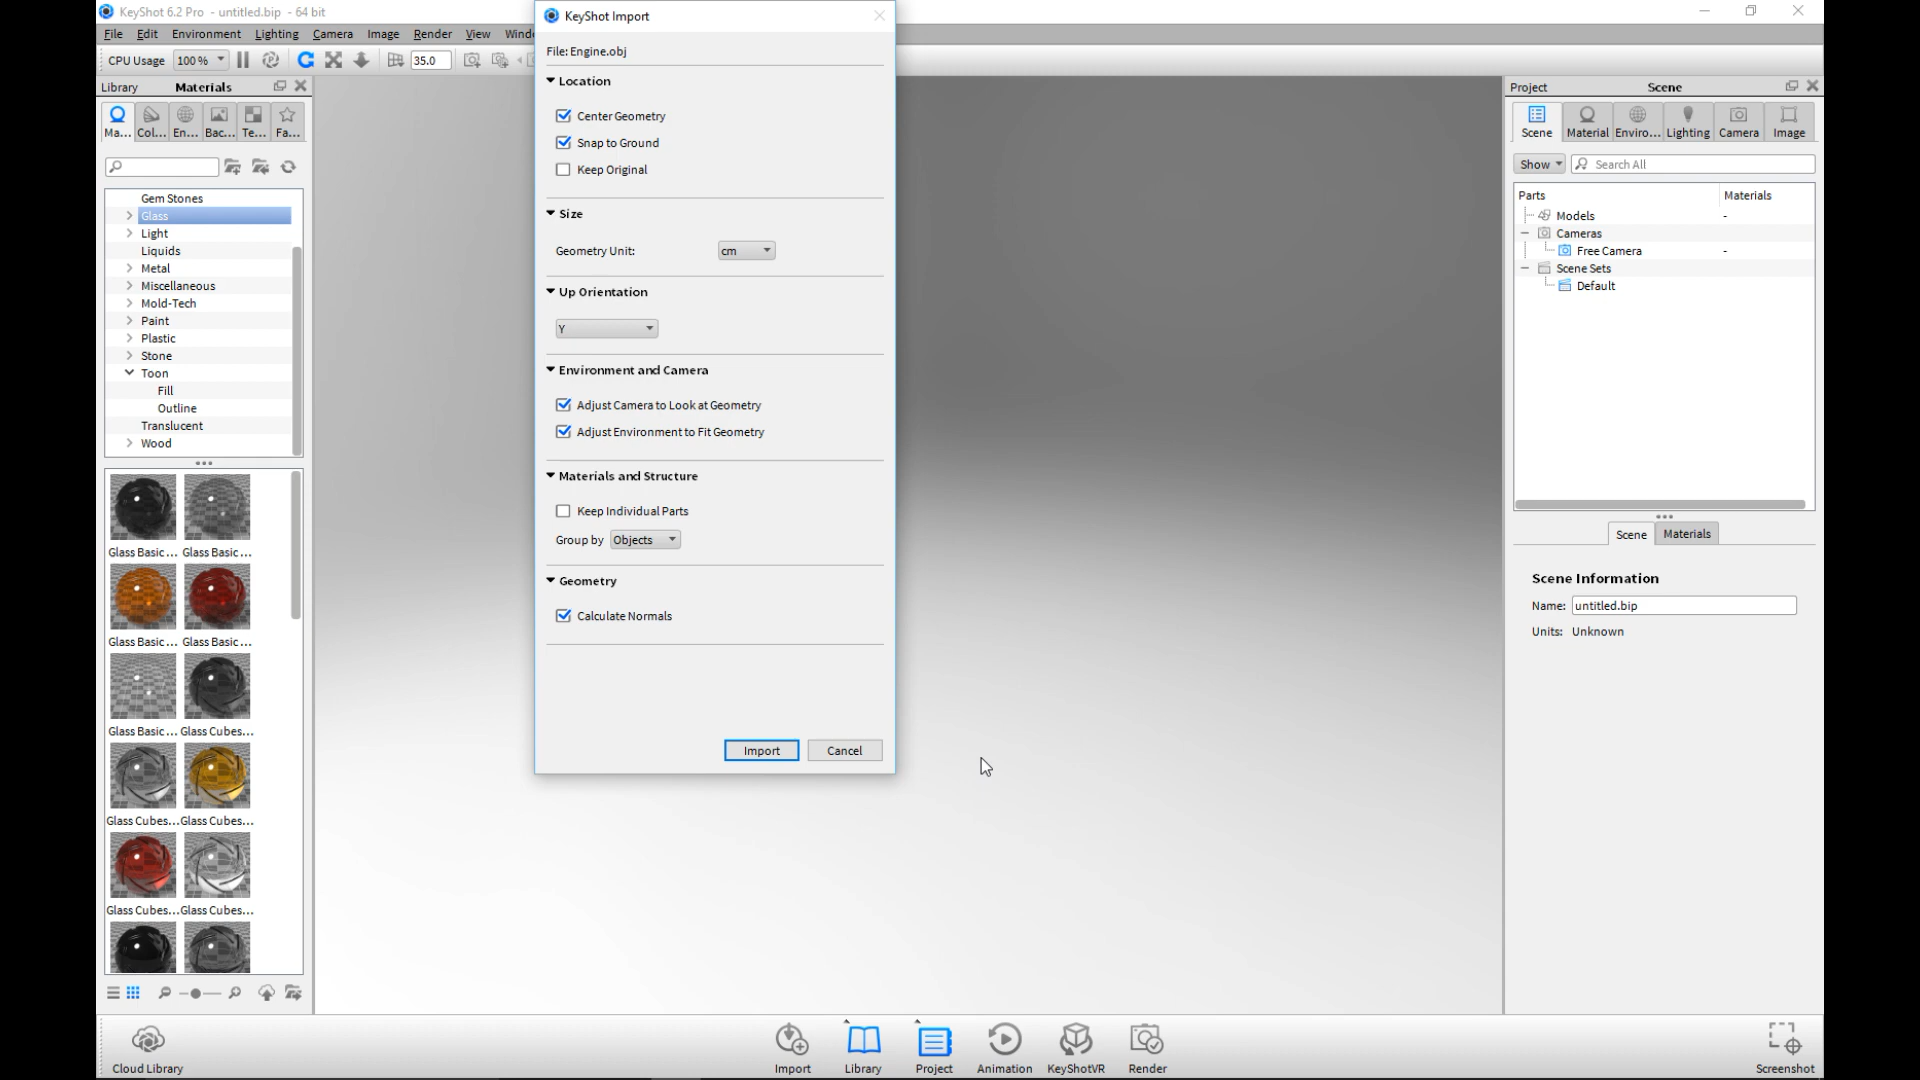 KeyShot 6.2 Pro - untitled.bip - 64 bit
File Edit Environment Lighting Camera Image Render View
CPU Usage 100 % 35.0
Library Materials
Ma... Col... En... Bac... Te... Fa...
Gem Stones
Glass
Light
Liquids
Metal
Miscellaneous
Mold-Tech
Paint
Plastic
Stone
Toon
Fill
Outline
Translucent
Wood
Glass Basic ... Glass Basic ...
Glass Basic ... Glass Basic ...
Glass Basic ... Glass Cubes...
Glass Cubes... Glass Cubes...
Glass Cubes... Glass Cubes...
KeyShot Import
File: Engine.obj
Location
Center Geometry
Snap to Ground
Keep Original
Size
Geometry Unit: cm
Up Orientation
Y
Environment and Camera
Adjust Camera to Look at Geometry
Adjust Environment to Fit Geometry
Materials and Structure
Keep Individual Parts
Group by Objects
Geometry
Calculate Normals
Import Cancel
Project Scene
Scene Material Enviro... Lighting Camera Image
Show Search All
Parts Materials
Models -
Cameras
Free Camera -
Scene Sets
Default
Scene Materials
Scene Information
Name: untitled.bip
Units: Unknown
Cloud Library Import Library Project Animation KeyShotVR Render Screenshot